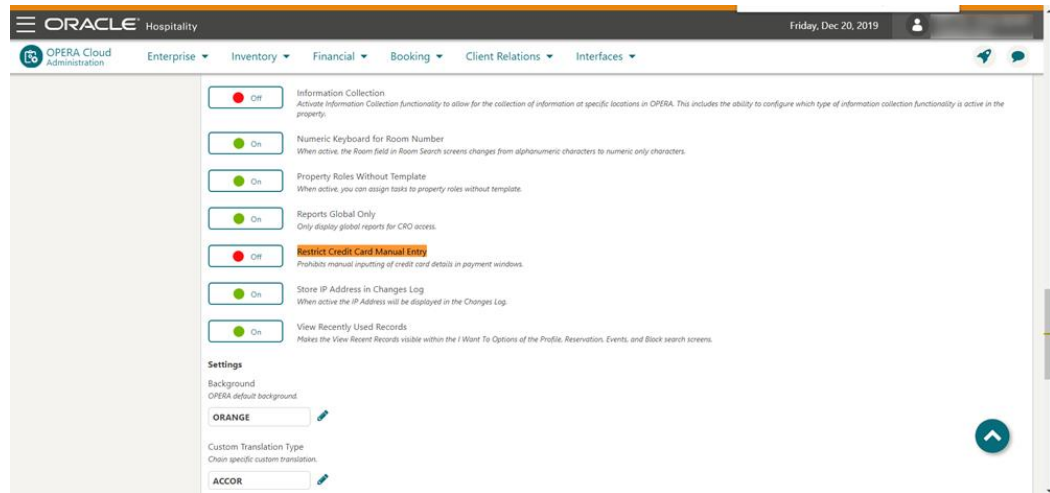 ORACLE Hospitality
Friday, Dec 20, 2019
OPERA Cloud
Administration
Enterprise
Inventory
Financial
Booking
Client Relations
Interfaces
Off
Information Collection
Activate Information Collection functionality to allow for the collection of information at specific locations in OPERA. This includes the ability to configure which type of information collection functionality is active in the
property.
On
Numeric Keyboard for Room Number
When active, the Room field in Room Search screens changes from alphanumeric characters to numeric only characters.
On
Property Roles Without Template
When active, you can assign tasks to property roles without template.
On
Reports Global Only
Only display global reports for CRO access.
Off
Restrict Credit Card Manual Entry
Prohibits manual inputting of credit card details in payment windows.
On
Store IP Address in Changes Log
When active the IP Address will be displayed in the Changes Log.
On
View Recently Used Records
Makes the View Recent Records visible within the I Want To Options of the Profile, Reservation, Events, and Block search screens.
Settings
Background
OPERA default background.
ORANGE
Custom Translation Type
Chain specific custom translation.
ACCOR